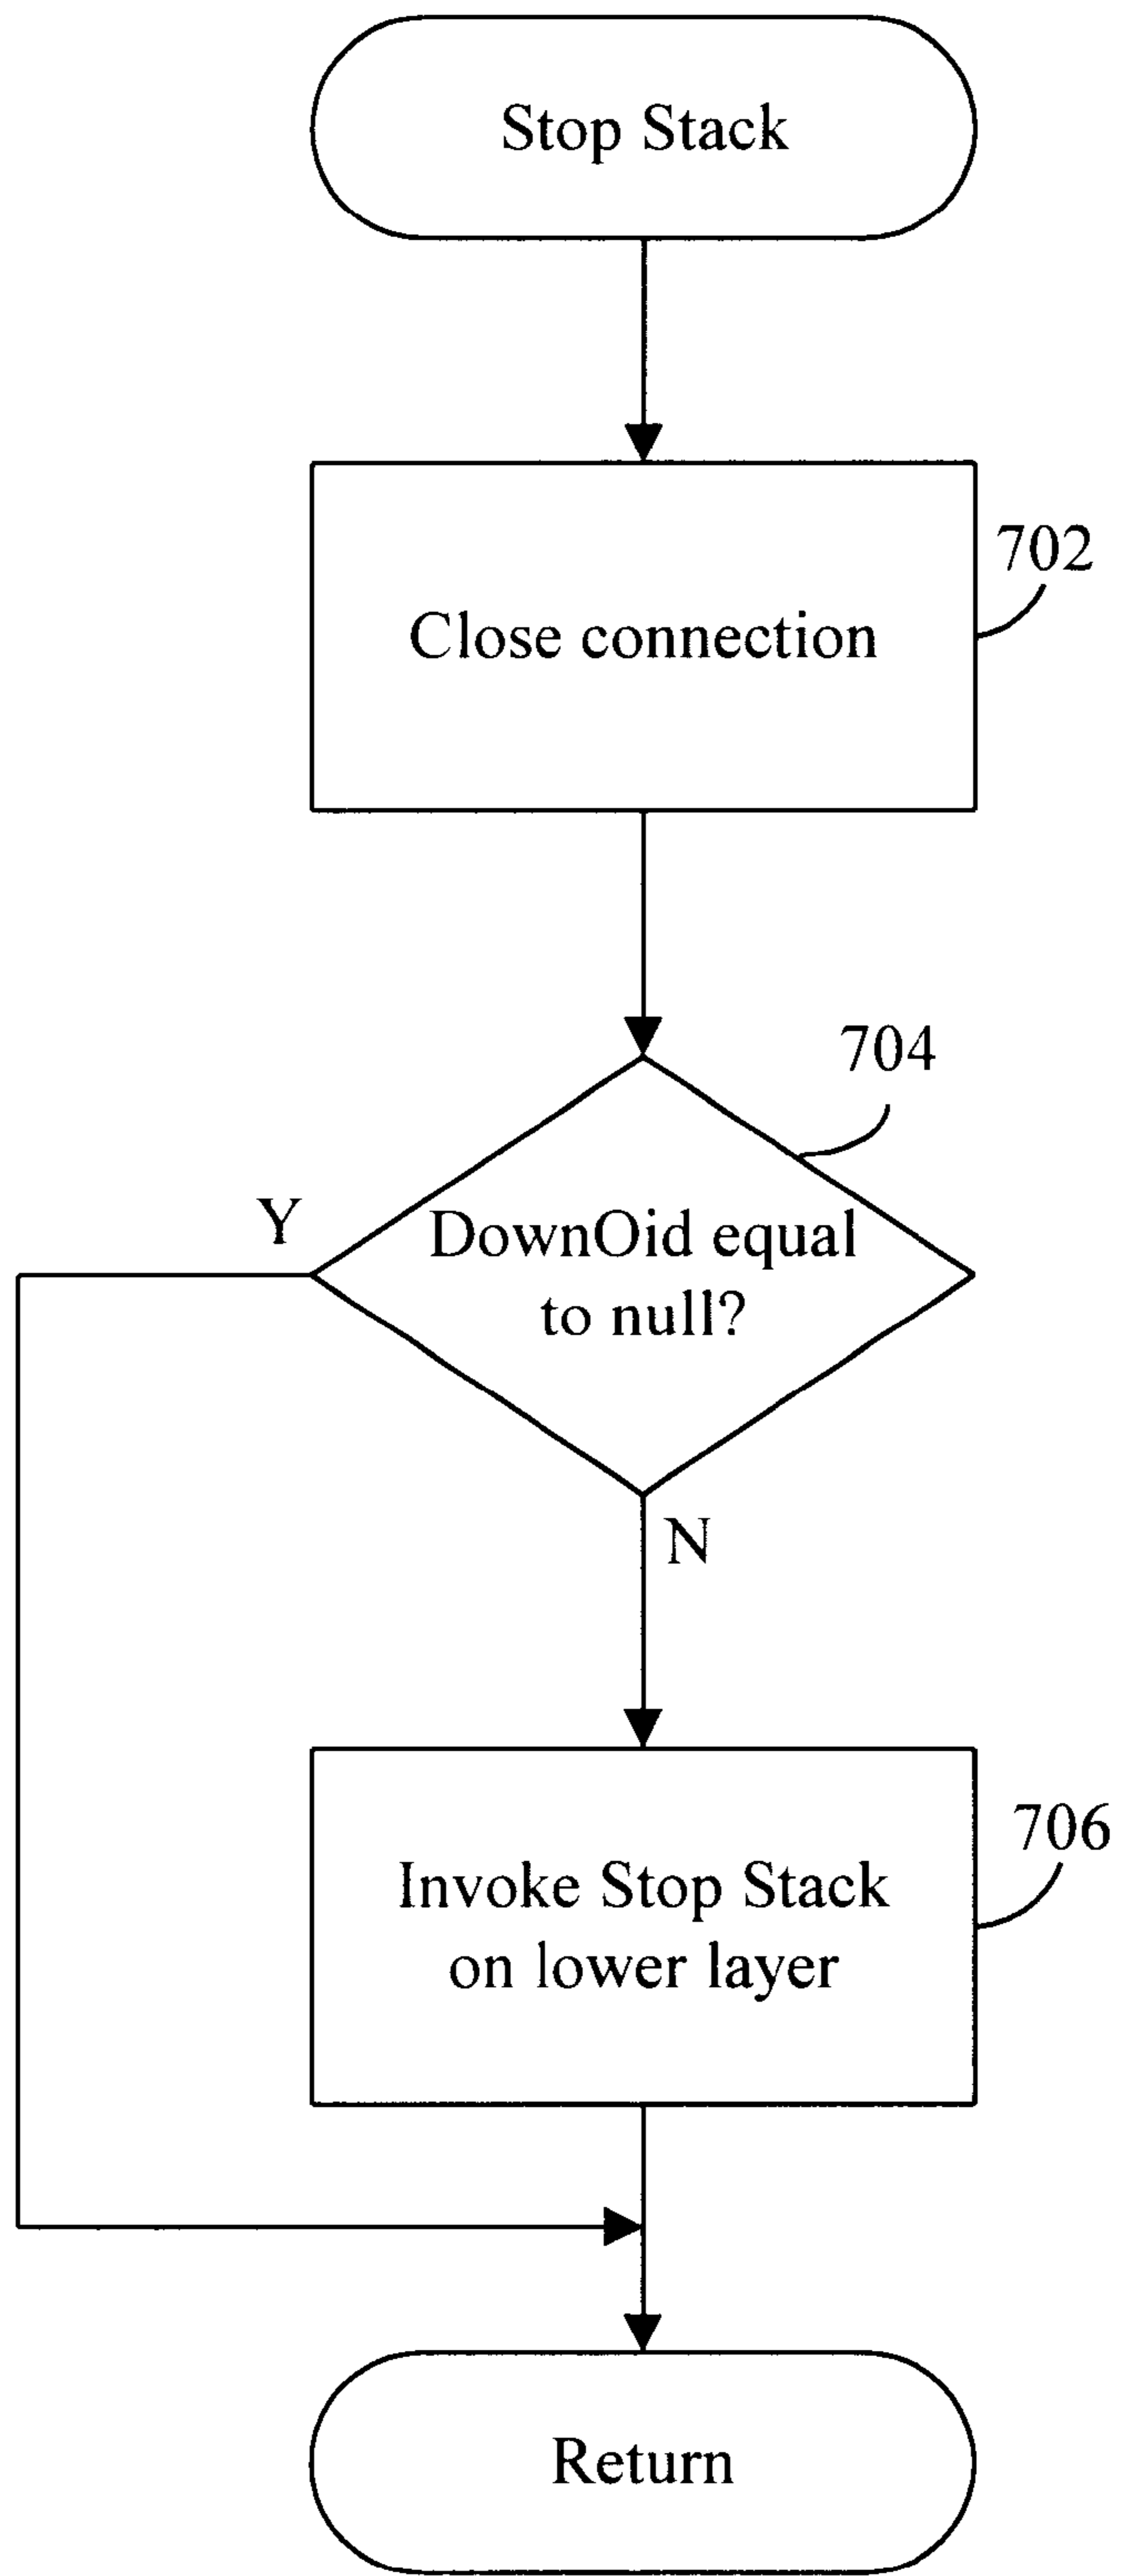 Stop Stack
702
Close connection
704
Y
DownOid equal
to null?
N
706
Invoke Stop Stack
on lower layer
Return